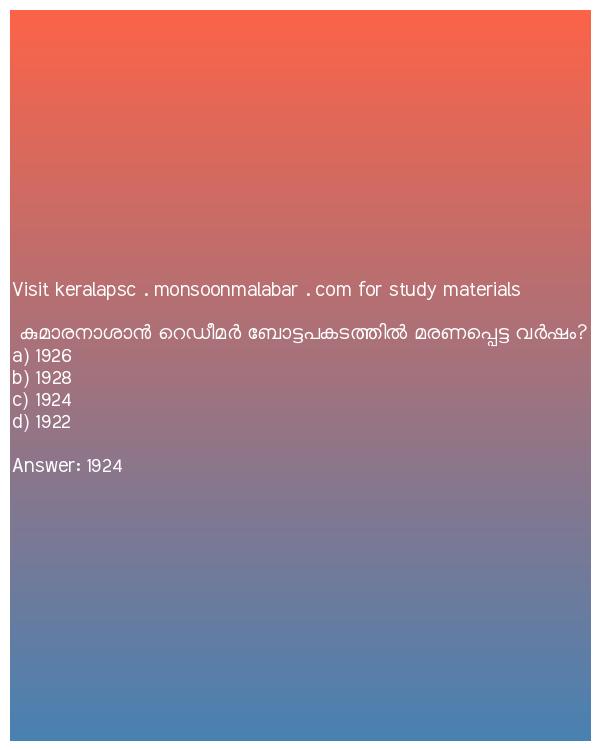 Visit keralapsc . monsoonmalabar . com for study materials
കുമാരനാശാൻ റെഡീമർ ബോട്ടപകടത്തിൽ മരണപ്പെട്ട വർഷം?
a) 1926
b) 1928
c) 1924
d) 1922
Answer: 1924